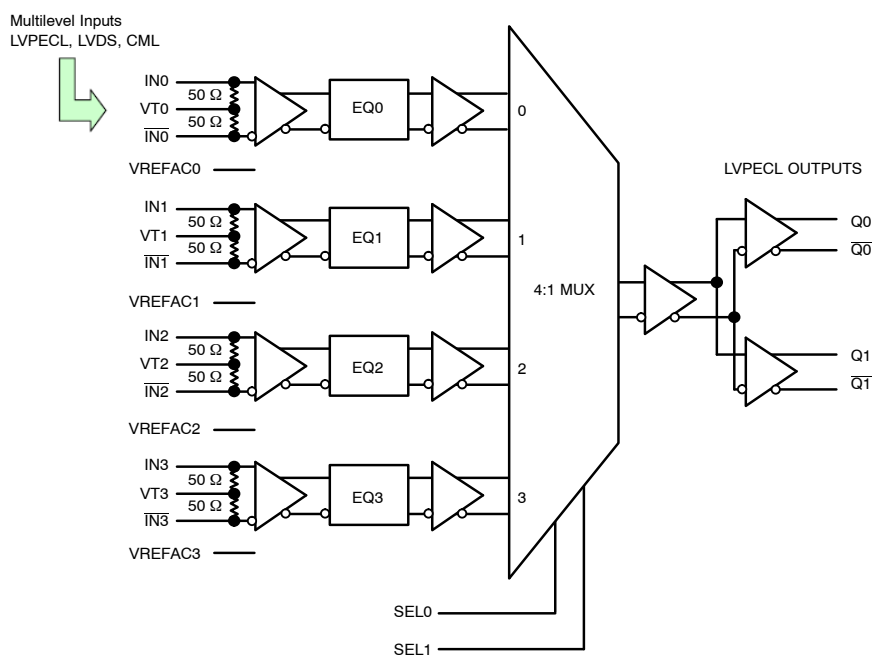 Multilevel Inputs
LVPECL, LVDS, CML
IN0
50 Ω
VT0
50 Ω
IN0
EQ0
0
VREFAC0
LVPECL OUTPUTS
IN1
50 Ω
VT1
50 Ω
IN1
EQ1
1
VREFAC1
Q0
Q0
4:1 MUX
IN2
50 Ω
VT2
50 Ω
IN2
EQ2
2
VREFAC2
Q1
Q1
IN3
50 Ω
VT3
50 Ω
IN3
EQ3
3
VREFAC3
SEL0
SEL1